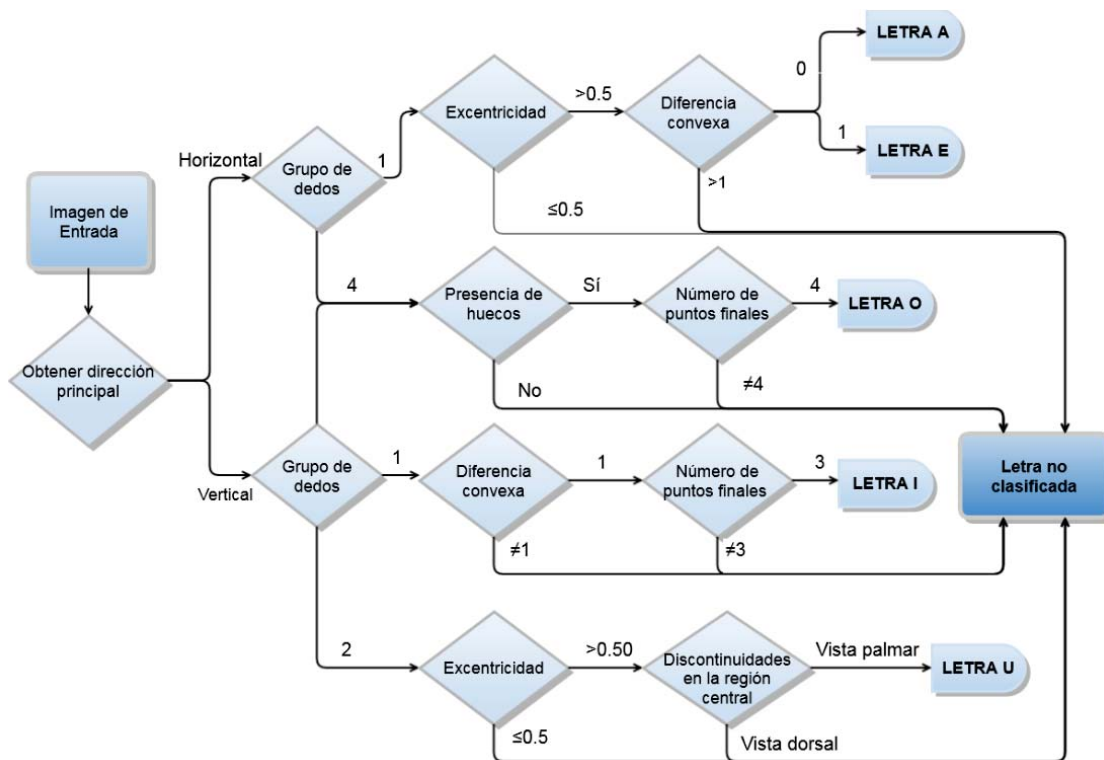 LETRA A
0
>0.5
Excentricidad
Diferencia
convexa
1
LETRA E
Horizontal
1
Grupo de
dedos
>1
≤0.5
Imagen de
Entrada
4
Presencia de
huecos
Sí
Número de
puntos finales
4
LETRA O
Obtener dirección
principal
No
≠4
Vertical
Grupo de
dedos
1
Diferencia
convexa
1
Número de
puntos finales
3
LETRA I
Letra no
clasificada
≠1
≠3
2
Excentricidad
>0.50
Discontinuidades
en la región
central
Vista palmar
LETRA U
≤0.5
Vista dorsal